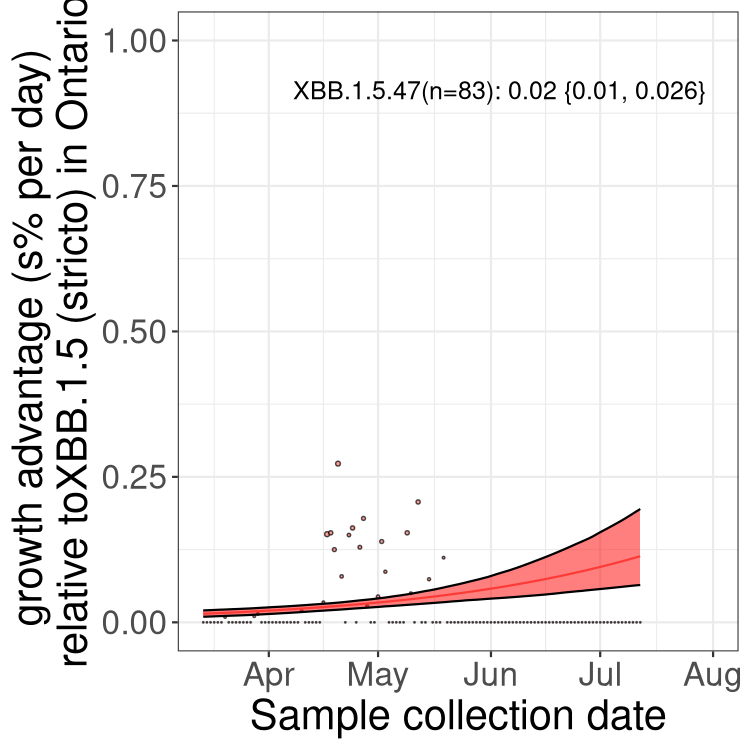 growth advantage (s% per day)
relative toXBB.1.5 (stricto) in Ontario
1.00
0.75
0.50
0.25
0.00
XBB.1.5.47(n=83): 0.02 {0.01, 0.026}
Apr May Jun Jul Aug
Sample collection date